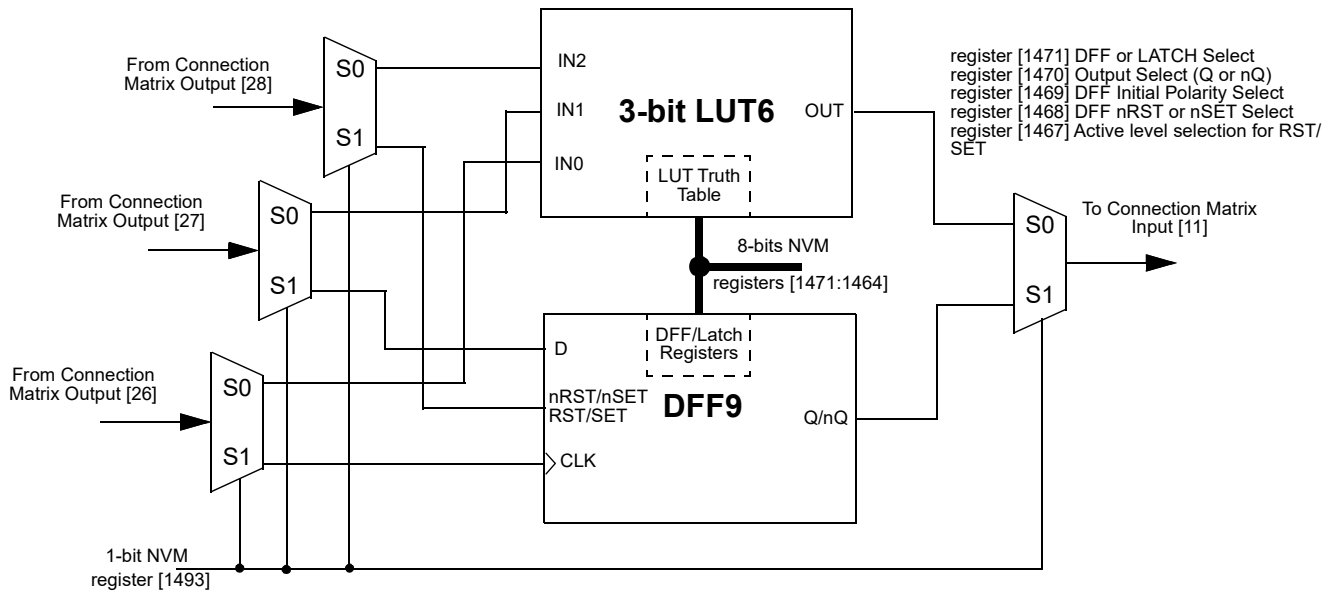 From Connection
Matrix Output [28]
S0
S1
IN2
IN1
IN0
3-bit LUT6
OUT
LUT Truth
Table
register [1471] DFF or LATCH Select
register [1470] Output Select (Q or nQ)
register [1469] DFF Initial Polarity Select
register [1468] DFF nRST or nSET Select
register [1467] Active level selection for RST/
SET
From Connection
Matrix Output [27]
S0
S1
8-bits NVM
registers [1471:1464]
S0
S1
To Connection Matrix
Input [11]
From Connection
Matrix Output [26]
S0
S1
D
nRST/nSET
RST/SET
CLK
DFF/Latch
Registers
DFF9
Q/nQ
1-bit NVM
register [1493]